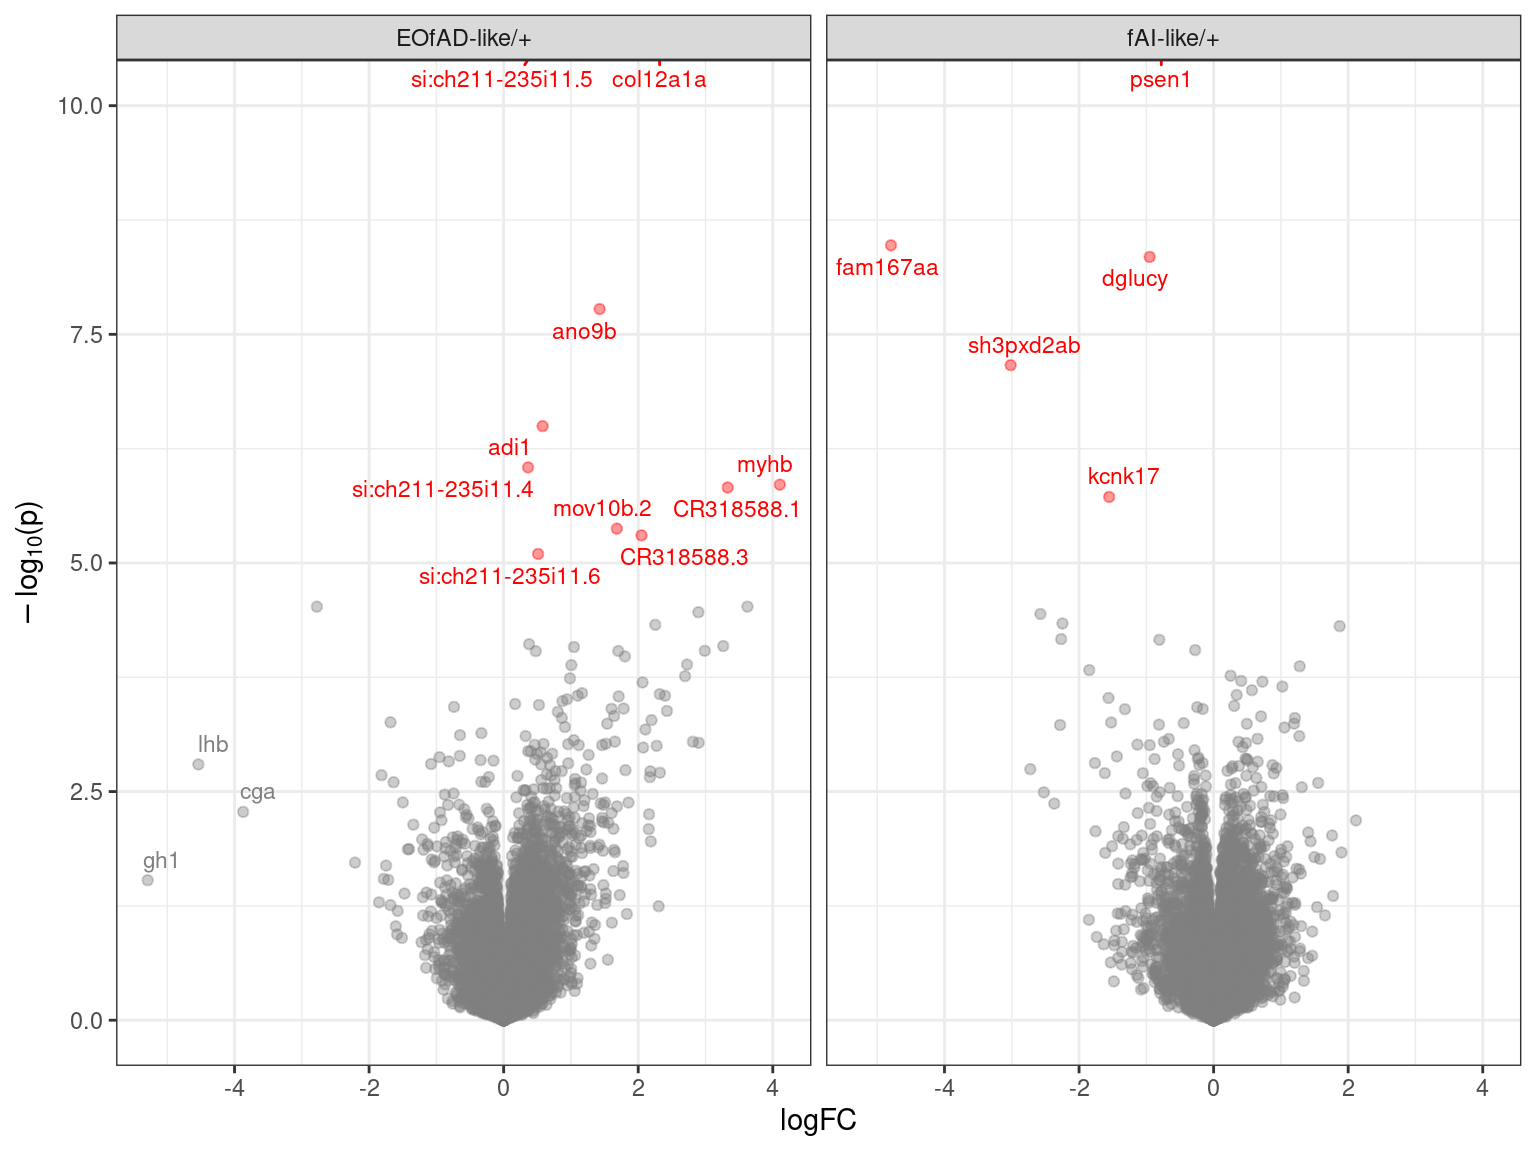 EOfAD-like/+
fAI-like/+
si:ch211-235i11.5
col12a1a
psen1
10.0
fam167aa
dglucy
ano9b
7.5
sh3pxd2ab
adi1
myhb
kcnk17
si:ch211-235i11.4
mov10b.2
CR318588.1
CR318588.3
5.0
si:ch211-235i11.6
− log₁₀(p)
lhb
cga
2.5
gh1
0.0
-4 -2 0 2 4
-4 -2 0 2 4
logFC